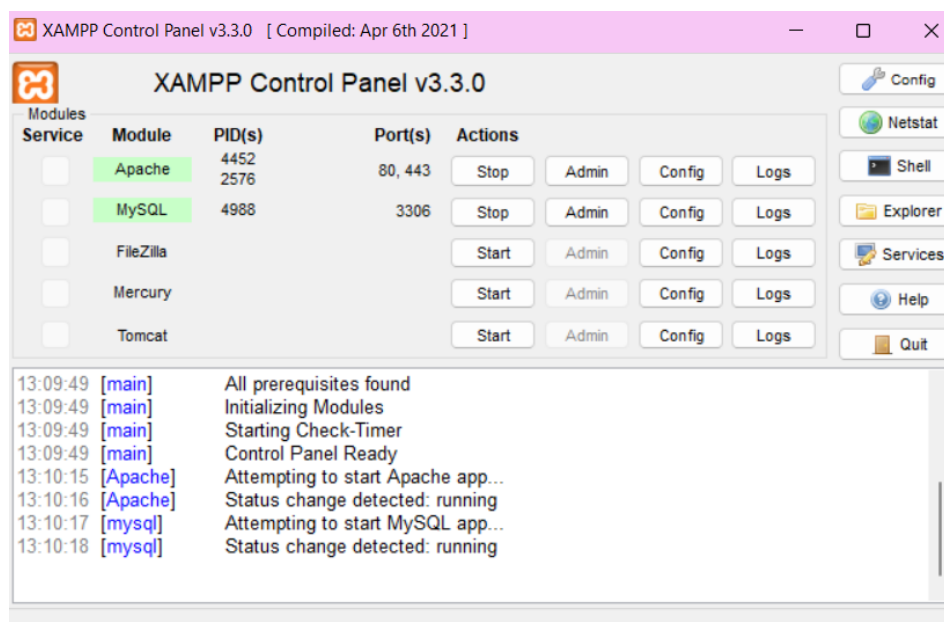 XAMPP Control Panel v3.3.0 [ Compiled: Apr 6th 2021 ]
XAMPP Control Panel v3.3.0
Config
Modules
Service Module PID(s) Port(s) Actions
Netstat
Apache 4452 2576 80, 443 Stop Admin Config Logs
Shell
MySQL 4988 3306 Stop Admin Config Logs
Explorer
FileZilla Start Admin Config Logs
Services
Mercury Start Admin Config Logs
Help
Tomcat Start Admin Config Logs
Quit
13:09:49 [main] All prerequisites found
13:09:49 [main] Initializing Modules
13:09:49 [main] Starting Check-Timer
13:09:49 [main] Control Panel Ready
13:10:15 [Apache] Attempting to start Apache app...
13:10:16 [Apache] Status change detected: running
13:10:17 [mysql] Attempting to start MySQL app...
13:10:18 [mysql] Status change detected: running